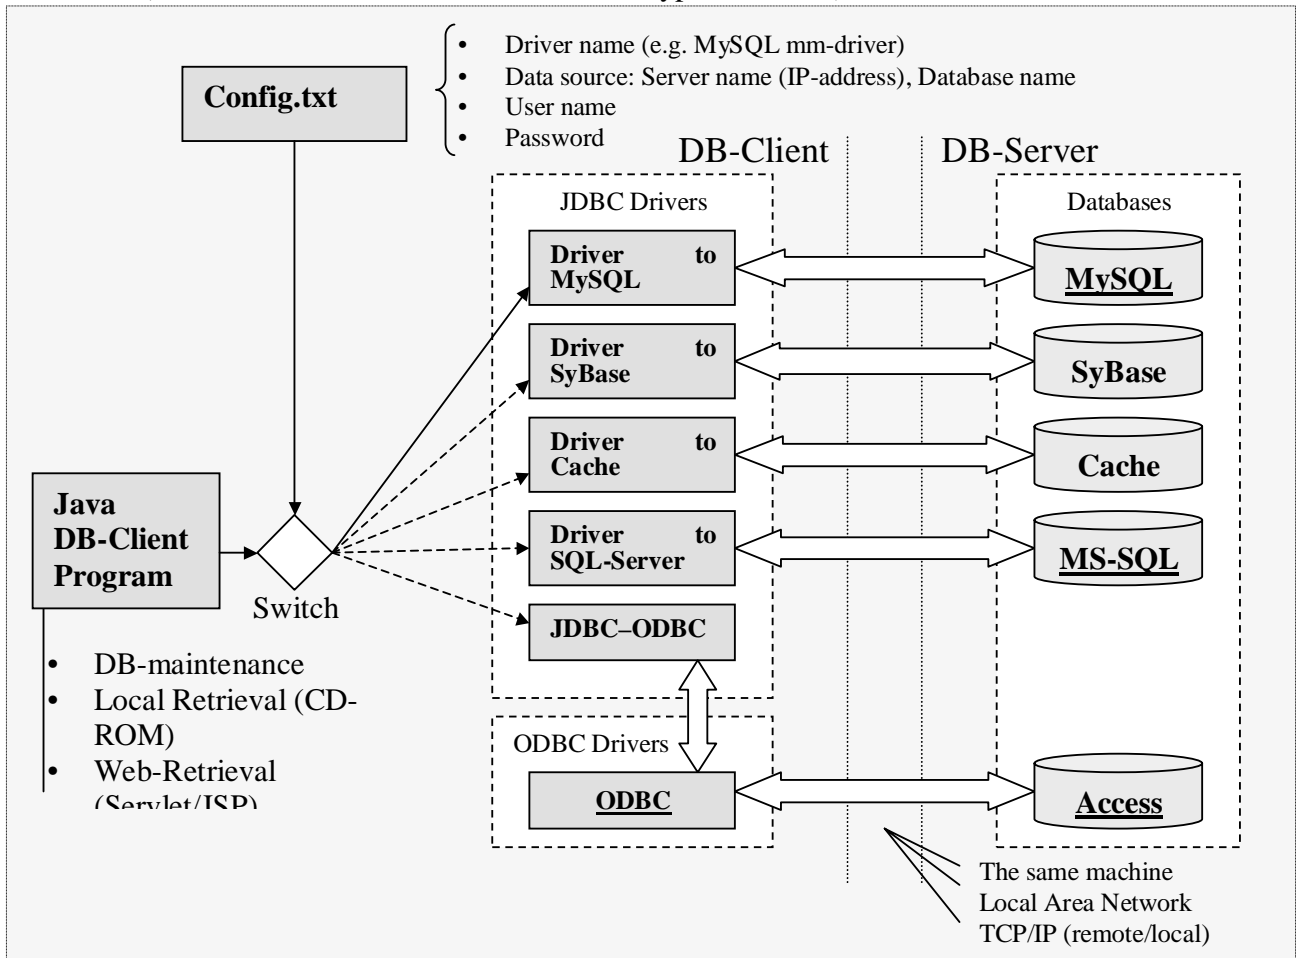 Config.txt
• Driver name (e.g. MySQL mm-driver)
• Data source: Server name (IP-address), Database name
• User name
• Password
DB-Client
DB-Server
JDBC Drivers
Databases
Driver to
MySQL
MySQL
Driver to
SyBase
SyBase
Driver to
Cache
Cache
Driver to
SQL-Server
MS-SQL
JDBC–ODBC
Java
DB-Client
Program
Switch
• DB-maintenance
• Local Retrieval (CD-
ROM)
• Web-Retrieval
(Servlet/JSP)
ODBC Drivers
ODBC
Access
The same machine
Local Area Network
TCP/IP (remote/local)